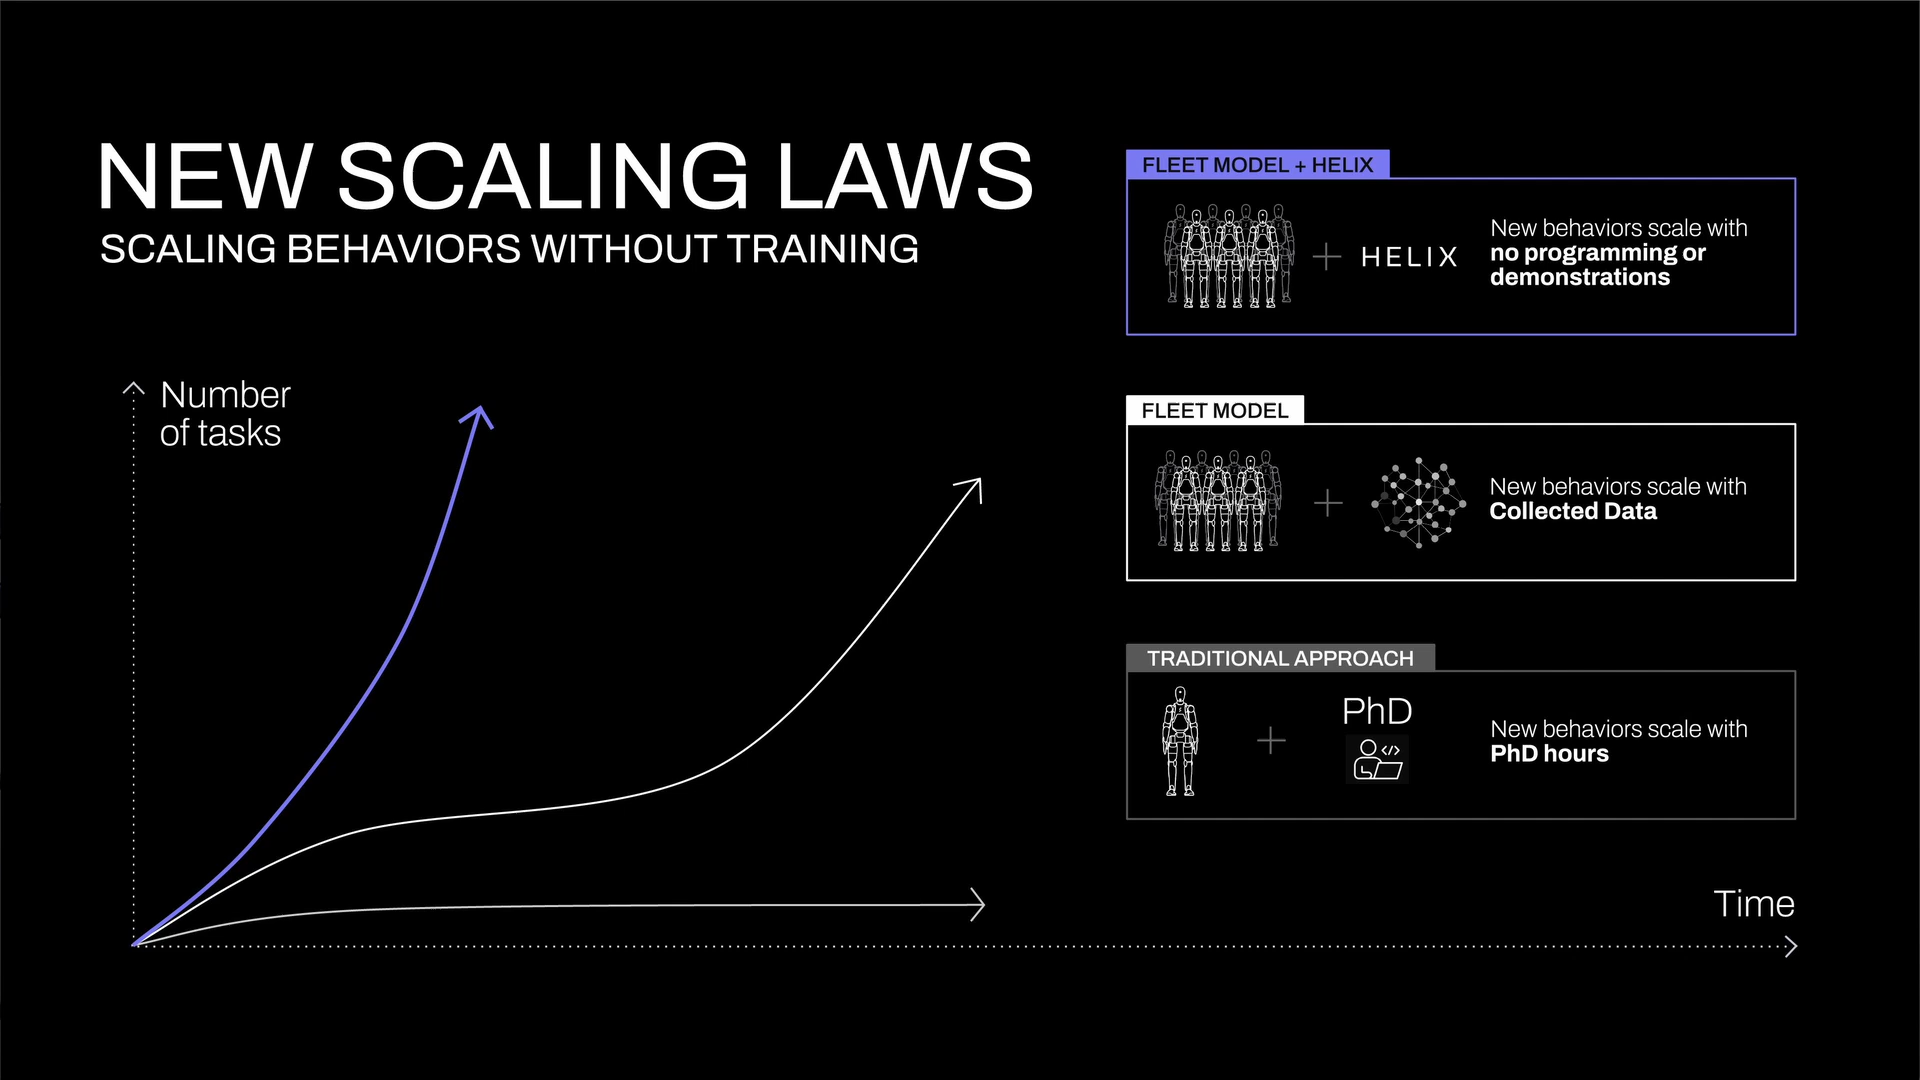 NEW SCALING LAWS
SCALING BEHAVIORS WITHOUT TRAINING
Number
of tasks
FLEET MODEL + HELIX
HELIX
New behaviors scale with
no programming or
demonstrations
FLEET MODEL
New behaviors scale with
Collected Data
TRADITIONAL APPROACH
PhD
</>
New behaviors scale with
PhD hours
Time